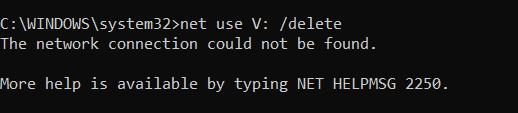 C:\WINDOWS\system32>net use V: /delete
The network connection could not be found.
More help is available by typing NET HELPMSG 2250.